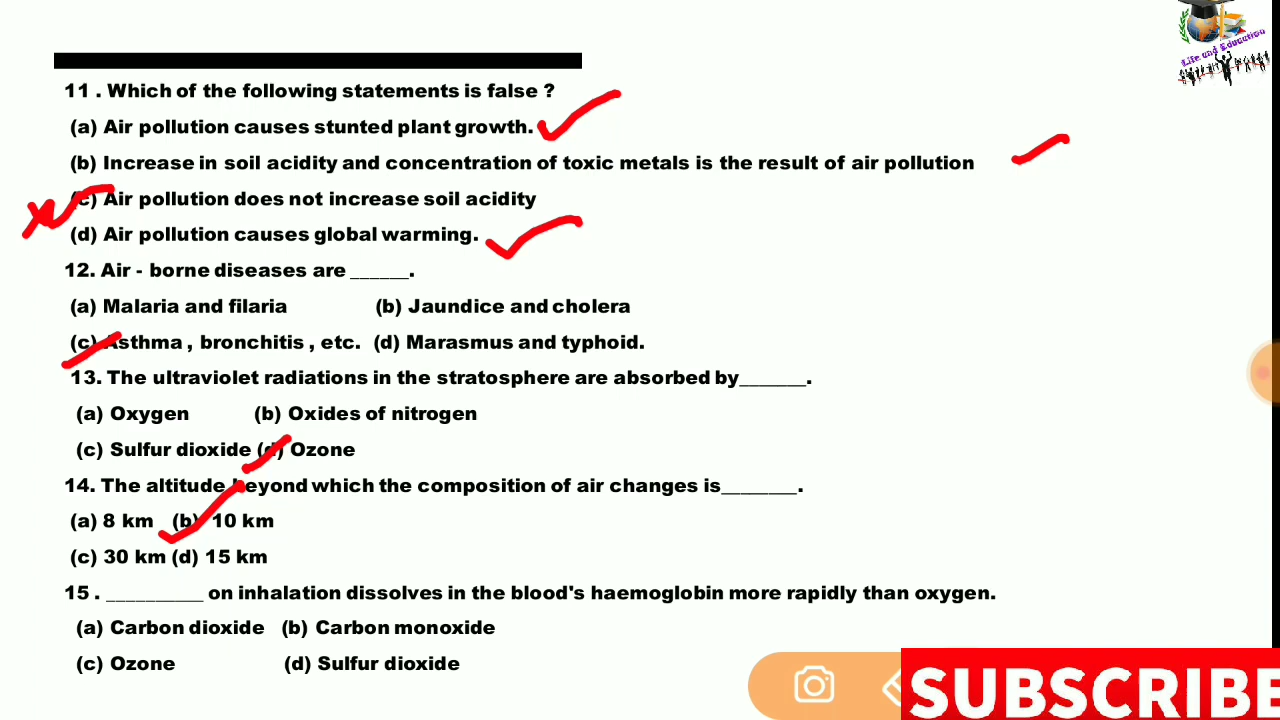 Life and Education
11 . Which of the following statements is false ?
(a) Air pollution causes stunted plant growth.
(b) Increase in soil acidity and concentration of toxic metals is the result of air pollution
(c) Air pollution does not increase soil acidity
(d) Air pollution causes global warming.
12. Air - borne diseases are ______.
(a) Malaria and filaria (b) Jaundice and cholera
(c) Asthma , bronchitis , etc. (d) Marasmus and typhoid.
13. The ultraviolet radiations in the stratosphere are absorbed by_______.
(a) Oxygen (b) Oxides of nitrogen
(c) Sulfur dioxide (d) Ozone
14. The altitude beyond which the composition of air changes is________.
(a) 8 km (b) 10 km
(c) 30 km (d) 15 km
15 . __________ on inhalation dissolves in the blood's haemoglobin more rapidly than oxygen.
(a) Carbon dioxide (b) Carbon monoxide
(c) Ozone (d) Sulfur dioxide
SUBSCRIBE